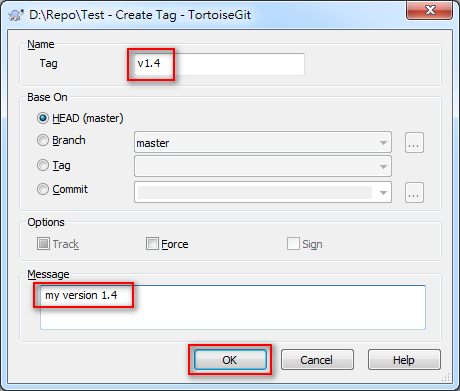 D:\Repo\Test - Create Tag - TortoiseGit
Name
Tag
v1.4
Base On
HEAD (master)
Branch
master
...
Tag
Commit
...
Options
Track
Force
Sign
Message
my version 1.4
OK
Cancel
Help